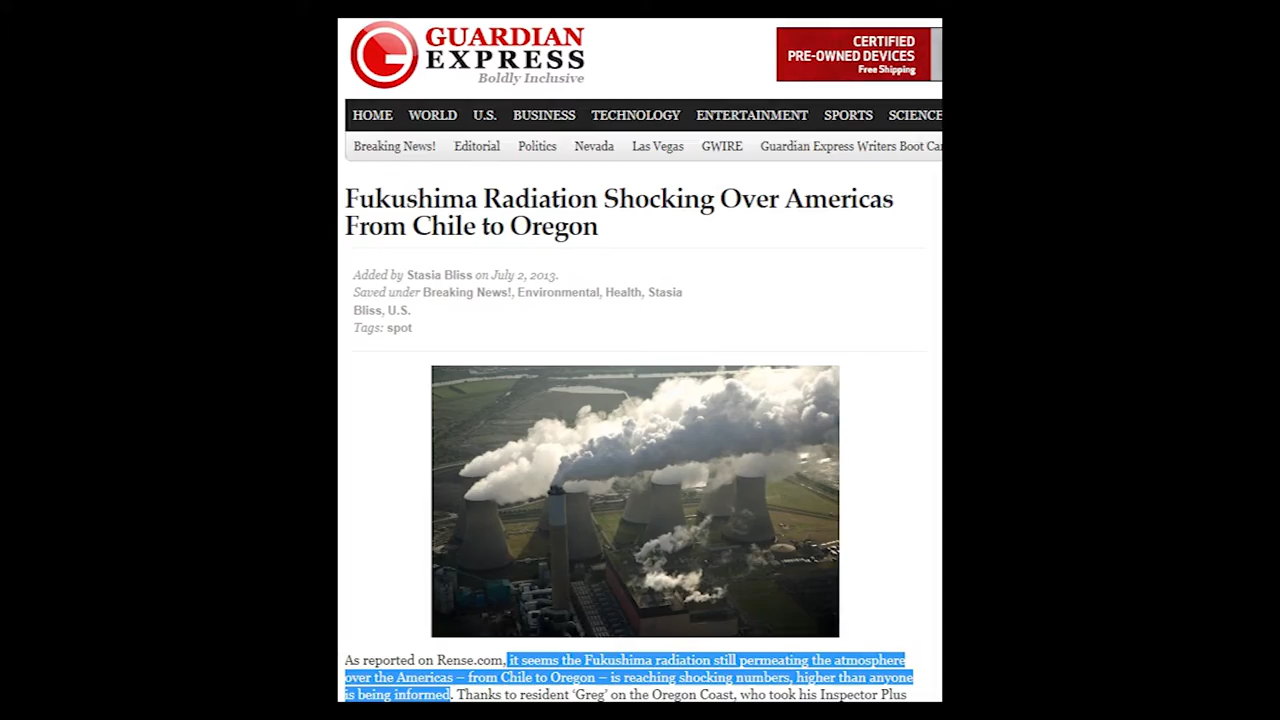 GUARDIAN
EXPRESS
Boldly Inclusive
CERTIFIED
PRE-OWNED DEVICES
Free Shipping
HOME WORLD U.S. BUSINESS TECHNOLOGY ENTERTAINMENT SPORTS SCIENCE
Breaking News! Editorial Politics Nevada Las Vegas GWIRE Guardian Express Writers Boot Ca
Fukushima Radiation Shocking Over Americas
From Chile to Oregon
Added by Stasia Bliss on July 2, 2013.
Saved under Breaking News!, Environmental, Health, Stasia
Bliss, U.S.
Tags: spot
As reported on Rense.com, it seems the Fukushima radiation still permeating the atmosphere
over the Americas – from Chile to Oregon – is reaching shocking numbers, higher than anyone
is being informed. Thanks to resident ‘Greg’ on the Oregon Coast, who took his Inspector Plus